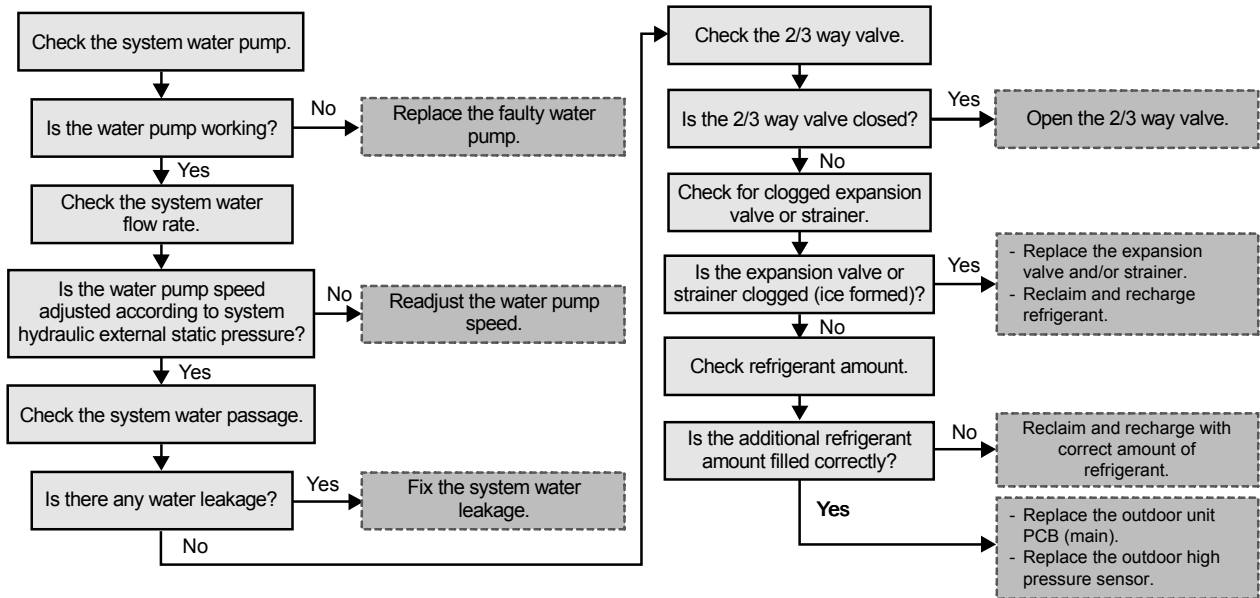 Check the system water pump.
Is the water pump working?
No
Replace the faulty water
pump.
Yes
Check the system water
flow rate.
Is the water pump speed
adjusted according to system
hydraulic external static pressure?
No
Readjust the water pump
speed.
Yes
Check the system water passage.
Is there any water leakage?
Yes
Fix the system water
leakage.
No
Check the 2/3 way valve.
Is the 2/3 way valve closed?
Yes
Open the 2/3 way valve.
No
Check for clogged expansion
valve or strainer.
Is the expansion valve or
strainer clogged (ice formed)?
Yes
- Replace the expansion
valve and/or strainer.
- Reclaim and recharge
refrigerant.
No
Check refrigerant amount.
Is the additional refrigerant
amount filled correctly?
No
Reclaim and recharge with
correct amount of
refrigerant.
Yes
- Replace the outdoor unit
PCB (main).
- Replace the outdoor high
pressure sensor.